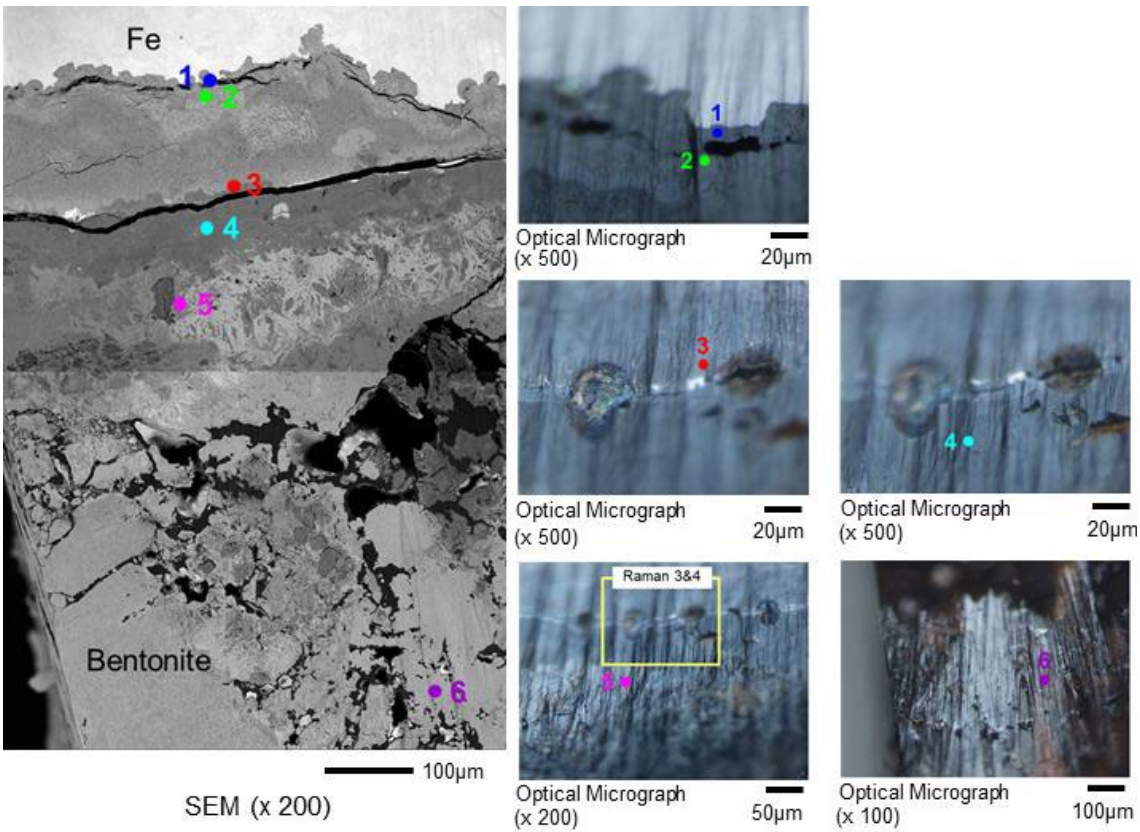 Fe
1
2
3
4
5
Bentonite
6
100µm
SEM (x 200)
1
2
Optical Micrograph
(x 500)
20µm
3
Optical Micrograph
(x 500)
20µm
4
Optical Micrograph
(x 500)
20µm
Raman 3&4
5
Optical Micrograph
(x 200)
50µm
6
Optical Micrograph
(x 100)
100µm